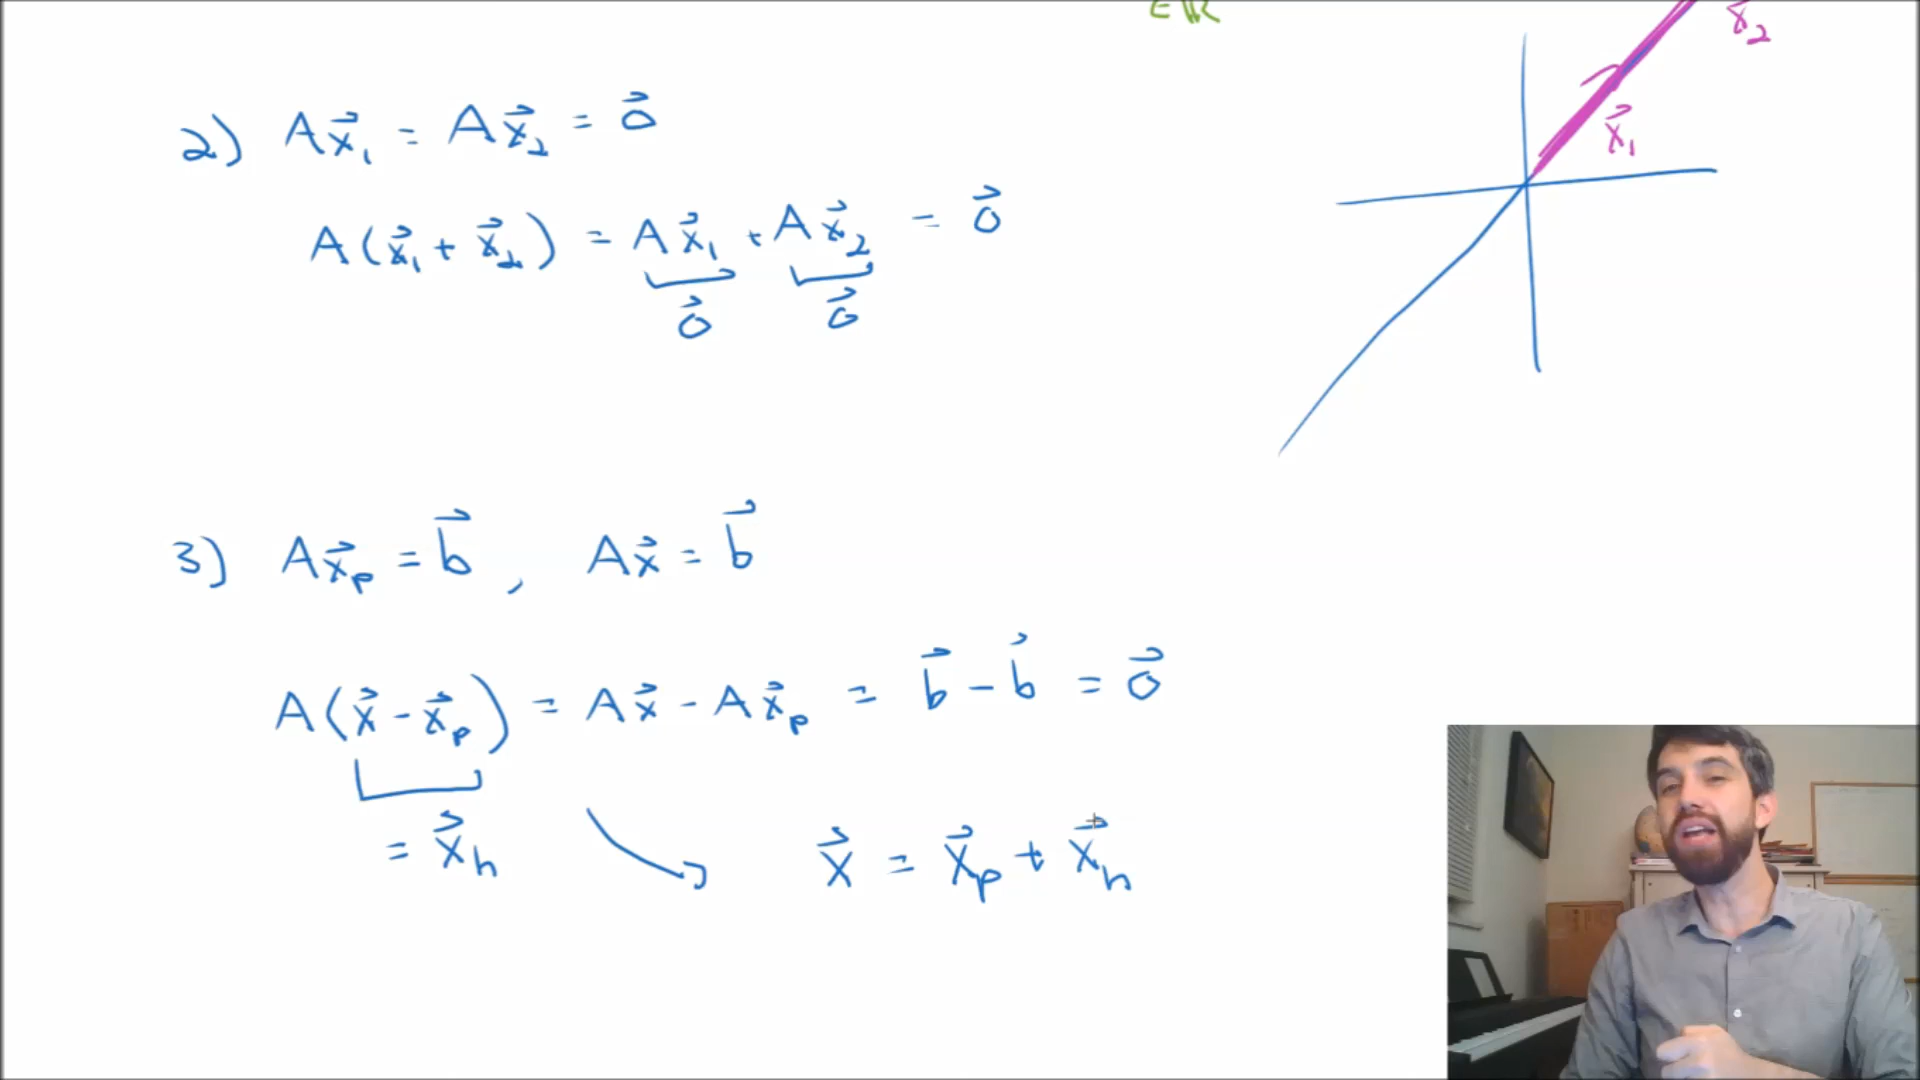 ∈ ℝ
x⃗₂
x⃗₁
2) Ax⃗₁ = Ax⃗₂ = 0⃗
A(x⃗₁ + x⃗₂) = Ax⃗₁ + Ax⃗₂ = 0⃗
0⃗ 0⃗
3) Ax⃗ₚ = b⃗ , Ax⃗ = b⃗
A(x⃗ - x⃗ₚ) = Ax⃗ - Ax⃗ₚ = b⃗ - b⃗ = 0⃗
= x⃗ₕ
x⃗ = x⃗ₚ + x⃗ₕ